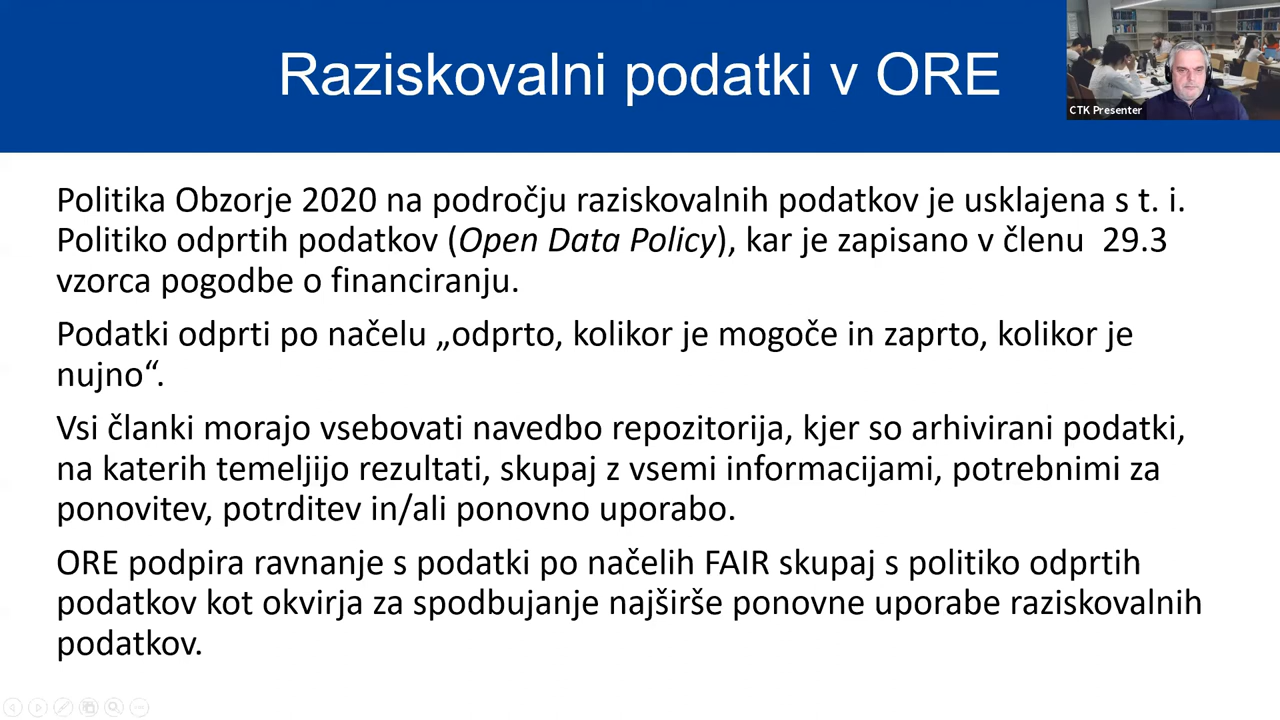 Raziskovalni podatki v ORE
CTK Presenter
Politika Obzorje 2020 na področju raziskovalnih podatkov je usklajena s t. i.
Politiko odprtih podatkov (Open Data Policy), kar je zapisano v členu  29.3
vzorca pogodbe o financiranju.
Podatki odprti po načelu „odprto, kolikor je mogoče in zaprto, kolikor je
nujno“.
Vsi članki morajo vsebovati navedbo repozitorija, kjer so arhivirani podatki,
na katerih temeljijo rezultati, skupaj z vsemi informacijami, potrebnimi za
ponovitev, potrditev in/ali ponovno uporabo.
ORE podpira ravnanje s podatki po načelih FAIR skupaj s politiko odprtih
podatkov kot okvirja za spodbujanje najširše ponovne uporabe raziskovalnih
podatkov.